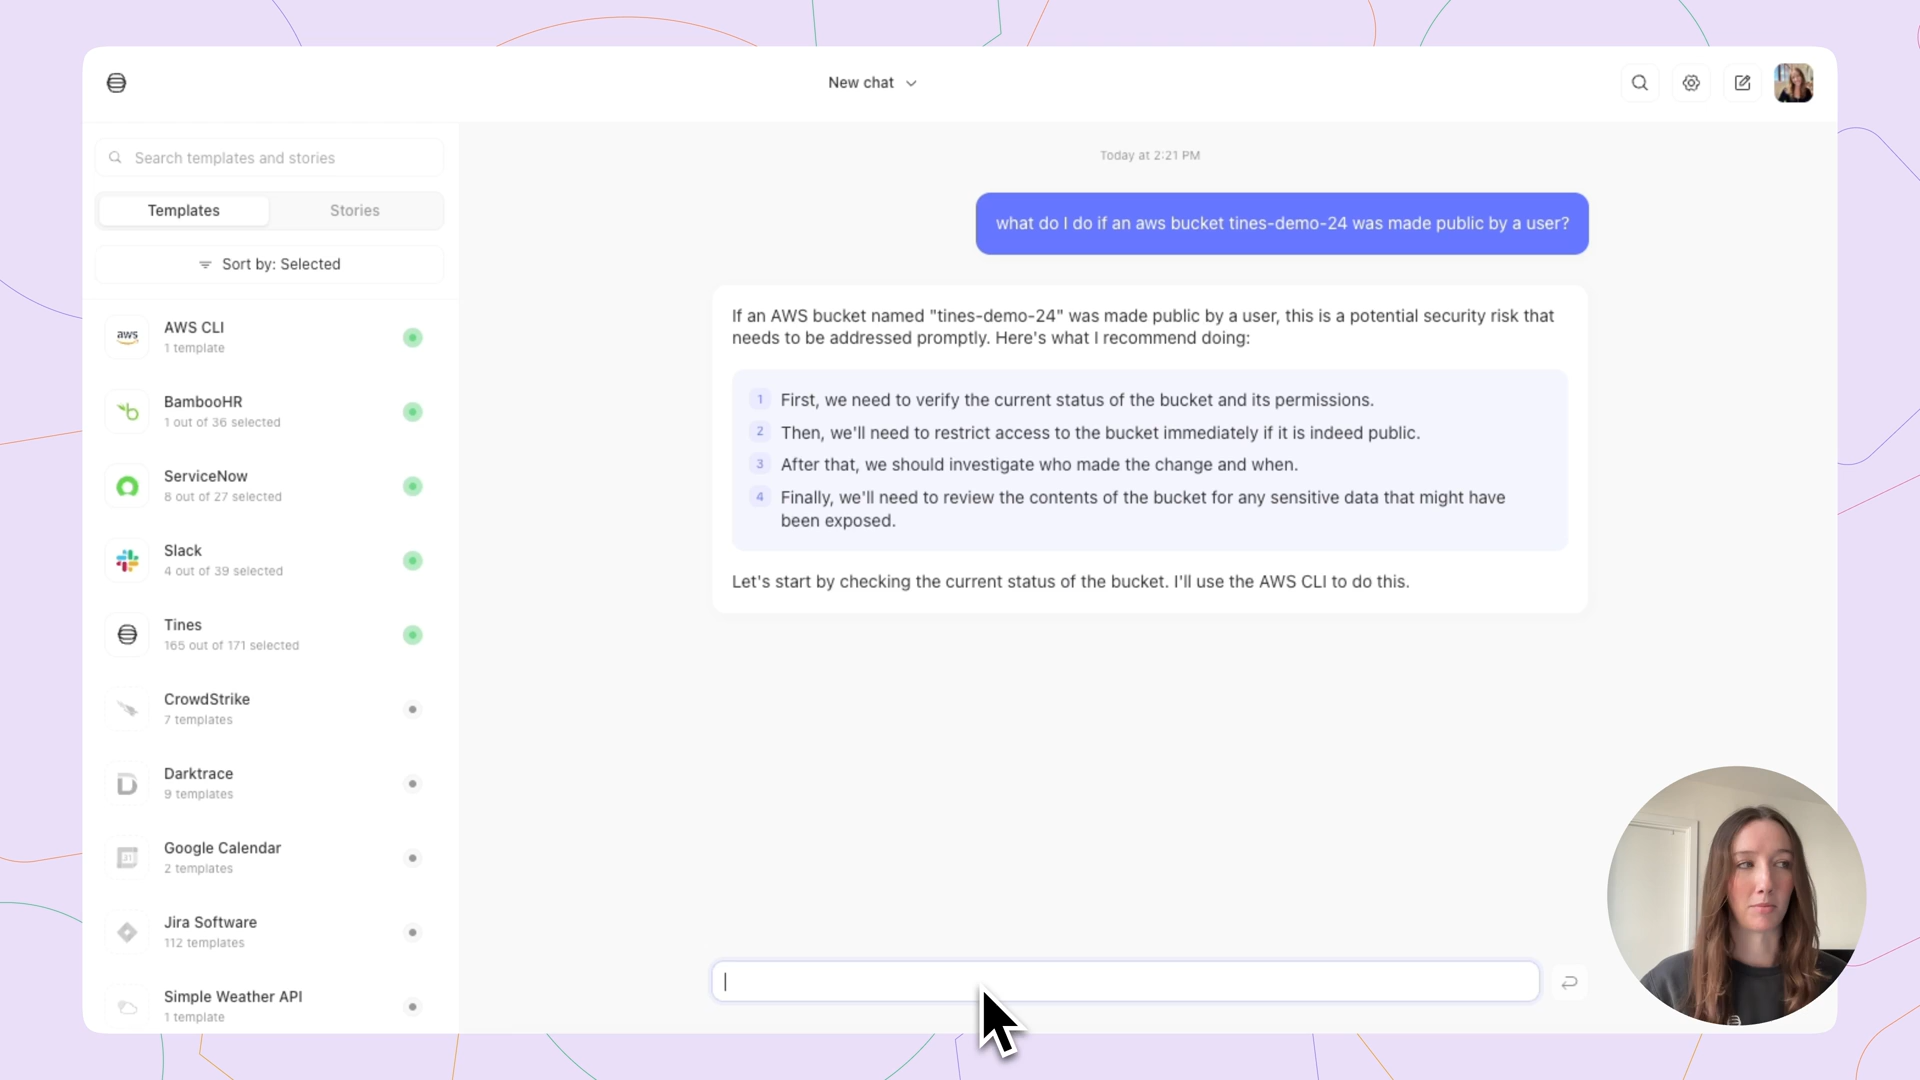 New chat
Search templates and stories
Templates
Stories
Sort by: Selected
aws
AWS CLI
1 template
BambooHR
1 out of 36 selected
ServiceNow
8 out of 27 selected
Slack
4 out of 39 selected
Tines
165 out of 171 selected
CrowdStrike
7 templates
Darktrace
9 templates
Google Calendar
2 templates
Jira Software
112 templates
Simple Weather API
1 template
Today at 2:21 PM
what do I do if an aws bucket tines-demo-24 was made public by a user?
If an AWS bucket named "tines-demo-24" was made public by a user, this is a potential security risk that
needs to be addressed promptly. Here's what I recommend doing:
1 First, we need to verify the current status of the bucket and its permissions.
2 Then, we'll need to restrict access to the bucket immediately if it is indeed public.
3 After that, we should investigate who made the change and when.
4 Finally, we'll need to review the contents of the bucket for any sensitive data that might have
been exposed.
Let's start by checking the current status of the bucket. I'll use the AWS CLI to do this.